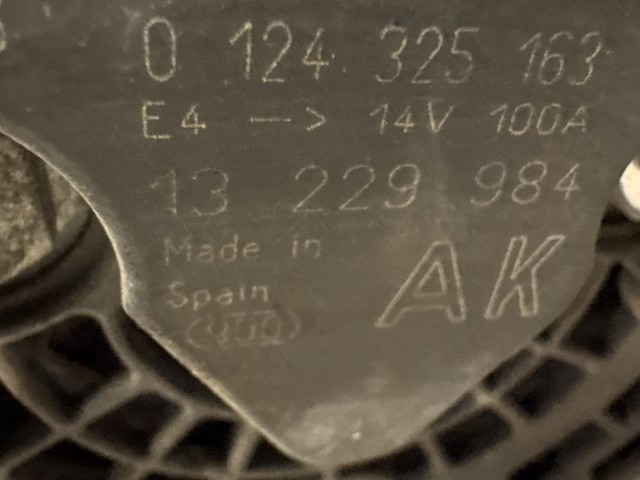 0 124 325 163
E4 —> 14V 100A
13 229 984
Made in
Spain
AK